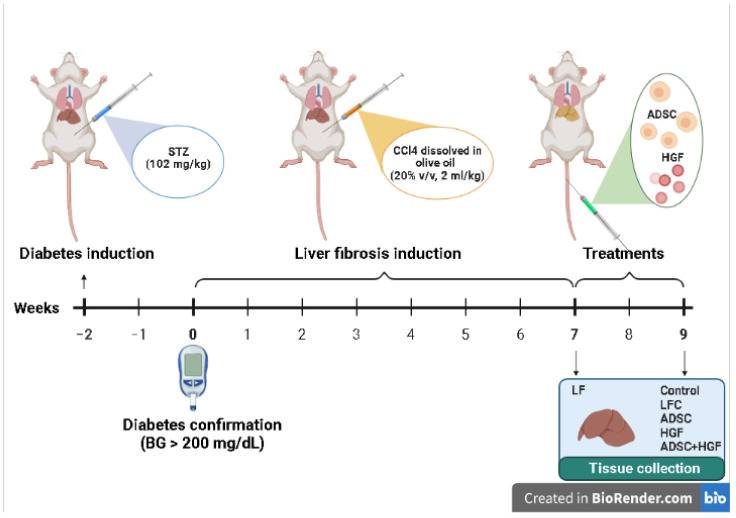 STZ
(102 mg/kg)
CCl4 dissolved in
olive oil
(20% v/v, 2 ml/kg)
ADSC
HGF
Diabetes induction
Liver fibrosis induction
Treatments
Weeks
-2
-1
0
1
2
3
4
5
6
7
8
9
Diabetes confirmation
(BG > 200 mg/dL)
LF
Control
LFC
ADSC
HGF
ADSC+HGF
Tissue collection
Created in BioRender.com
bio